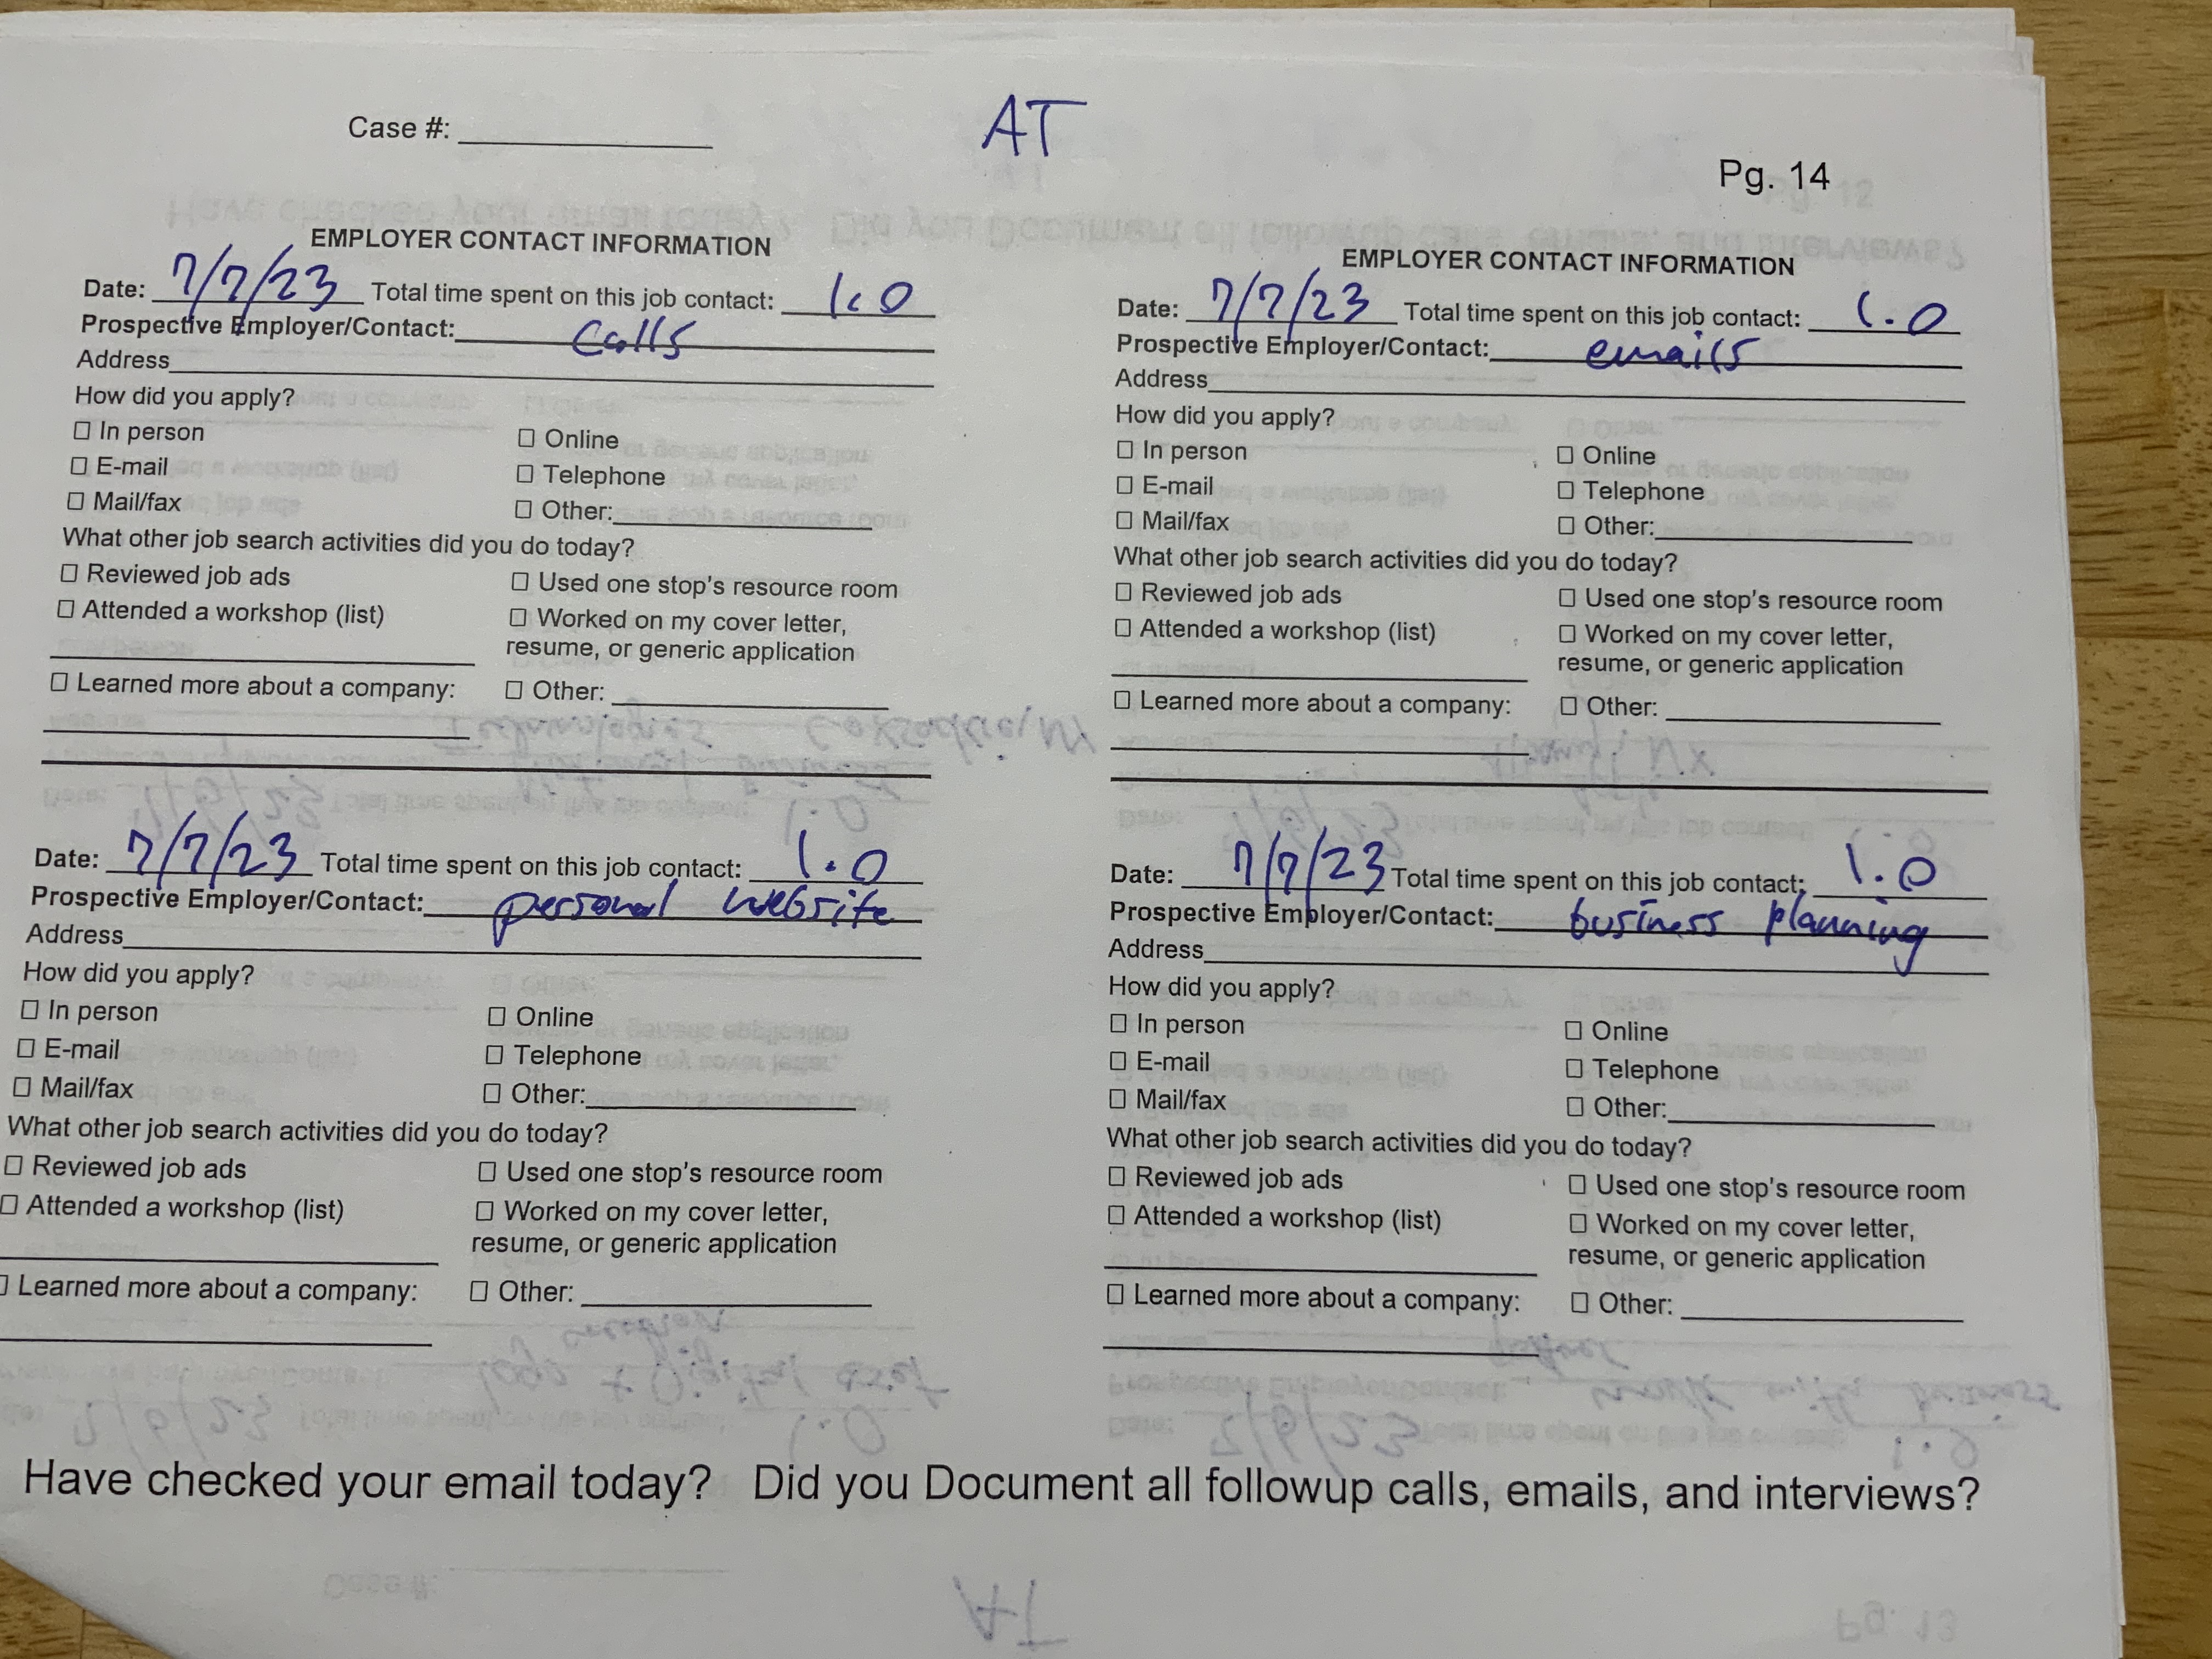 Case #:
AT
Pg. 14
EMPLOYER CONTACT INFORMATION
Date: 7/7/23 Total time spent on this job contact: 1.0
Prospective Employer/Contact: Calls
Address
How did you apply?
☐ In person ☐ Online
☐ E-mail ☐ Telephone
☐ Mail/fax ☐ Other:
What other job search activities did you do today?
☐ Reviewed job ads ☐ Used one stop's resource room
☐ Attended a workshop (list) ☐ Worked on my cover letter,
resume, or generic application
☐ Learned more about a company: ☐ Other:
EMPLOYER CONTACT INFORMATION
Date: 7/7/23 Total time spent on this job contact: 1.0
Prospective Employer/Contact: emails
Address
How did you apply?
☐ In person ☐ Online
☐ E-mail ☐ Telephone
☐ Mail/fax ☐ Other:
What other job search activities did you do today?
☐ Reviewed job ads ☐ Used one stop's resource room
☐ Attended a workshop (list) ☐ Worked on my cover letter,
resume, or generic application
☐ Learned more about a company: ☐ Other:
Date: 7/7/23 Total time spent on this job contact: 1.0
Prospective Employer/Contact: personal website
Address
How did you apply?
☐ In person ☐ Online
☐ E-mail ☐ Telephone
☐ Mail/fax ☐ Other:
What other job search activities did you do today?
☐ Reviewed job ads ☐ Used one stop's resource room
☐ Attended a workshop (list) ☐ Worked on my cover letter,
resume, or generic application
☐ Learned more about a company: ☐ Other:
Date: 7/7/23 Total time spent on this job contact: 1.0
Prospective Employer/Contact: business planning
Address
How did you apply?
☐ In person ☐ Online
☐ E-mail ☐ Telephone
☐ Mail/fax ☐ Other:
What other job search activities did you do today?
☐ Reviewed job ads ☐ Used one stop's resource room
☐ Attended a workshop (list) ☐ Worked on my cover letter,
resume, or generic application
☐ Learned more about a company: ☐ Other:
Have checked your email today? Did you Document all followup calls, emails, and interviews?